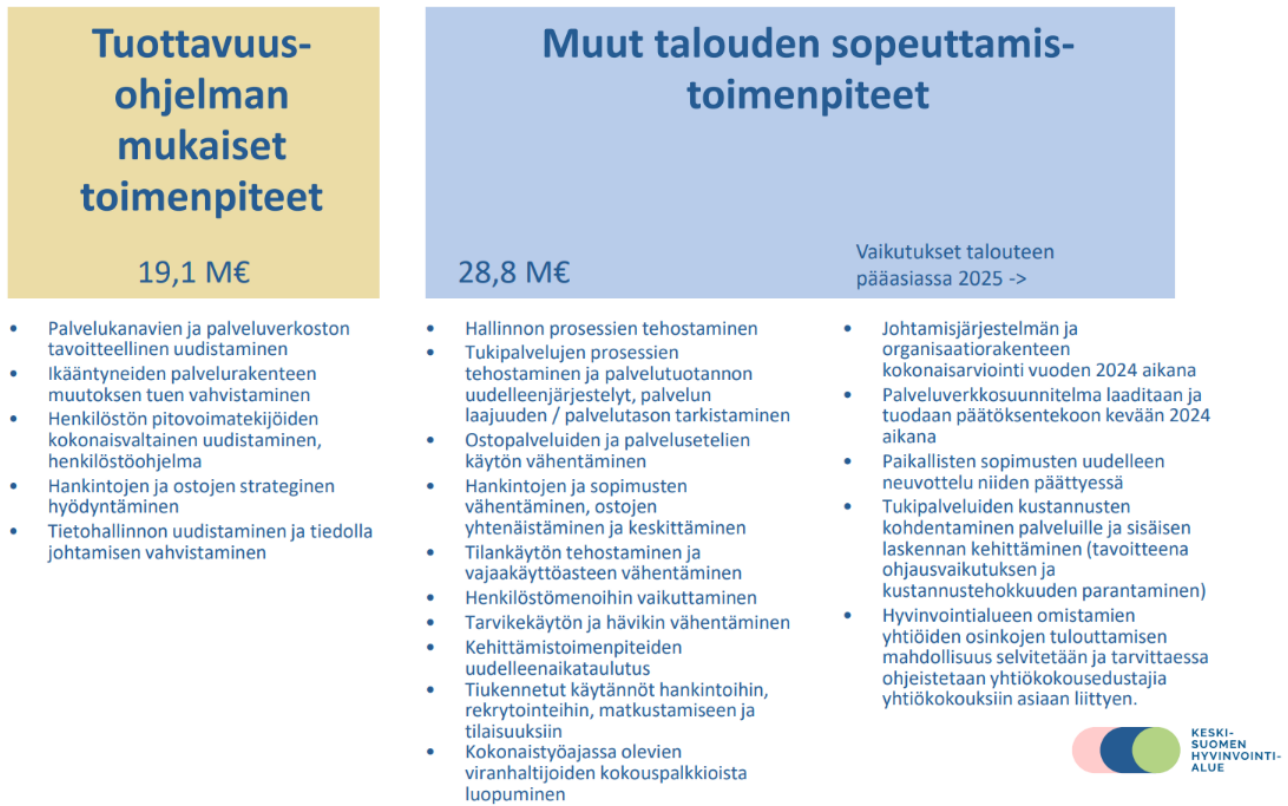 Tuottavuus-
ohjelman
mukaiset
toimenpiteet
19,1 M€
• Palvelukanavien ja palveluverkoston
tavoitteellinen uudistaminen
• Ikääntyneiden palvelurakenteen
muutoksen tuen vahvistaminen
• Henkilöstön pitovoimatekijöiden
kokonaisvaltainen uudistaminen,
henkilöstöohjelma
• Hankintojen ja ostojen strateginen
hyödyntäminen
• Tietohallinnon uudistaminen ja tiedolla
johtamisen vahvistaminen
Muut talouden sopeuttamis-
toimenpiteet
28,8 M€
• Hallinnon prosessien tehostaminen
• Tukipalvelujen prosessien
tehostaminen ja palvelutuotannon
uudelleenjärjestelyt, palvelun
laajuuden / palvelutason tarkistaminen
• Ostopalveluiden ja palvelusetelien
käytön vähentäminen
• Hankintojen ja sopimusten
vähentäminen, ostojen
yhtenäistäminen ja keskittäminen
• Tilankäytön tehostaminen ja
vajaakäyttöasteen vähentäminen
• Henkilöstömenoihin vaikuttaminen
• Tarvikekäytön ja hävikin vähentäminen
• Kehittämistoimenpiteiden
uudelleenaikataulutus
• Tiukennetut käytännöt hankintoihin,
rekrytointeihin, matkustamiseen ja
tilaisuuksiin
• Kokonaistyöajassa olevien
viranhaltijoiden kokouspalkkioista
luopuminen
Vaikutukset talouteen
pääasiassa 2025 ->
• Johtamisjärjestelmän ja
organisaatiorakenteen
kokonaisarviointi vuoden 2024 aikana
• Palveluverkkosuunnitelma laaditaan ja
tuodaan päätöksentekoon kevään 2024
aikana
• Paikallisten sopimusten uudelleen
neuvottelu niiden päättyessä
• Tukipalveluiden kustannusten
kohdentaminen palveluille ja sisäisen
laskennan kehittäminen (tavoitteena
ohjausvaikutuksen ja
kustannustehokkuuden parantaminen)
• Hyvinvointialueen omistamien
yhtiöiden osinkojen tulouttamisen
mahdollisuus selvitetään ja tarvittaessa
ohjeistetaan yhtiökokousedustajia
yhtiökokouksiin asiaan liittyen.
KESKI-
SUOMEN
HYVINVOINTI-
ALUE